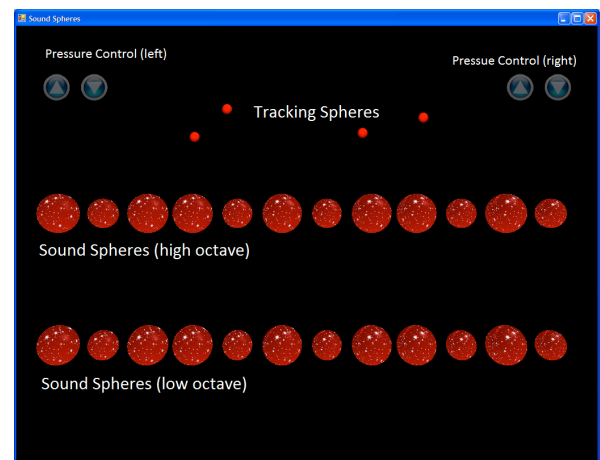 Sound Spheres
Pressure Control (left)
Pressue Control (right)
Tracking Spheres
Sound Spheres (high octave)
Sound Spheres (low octave)